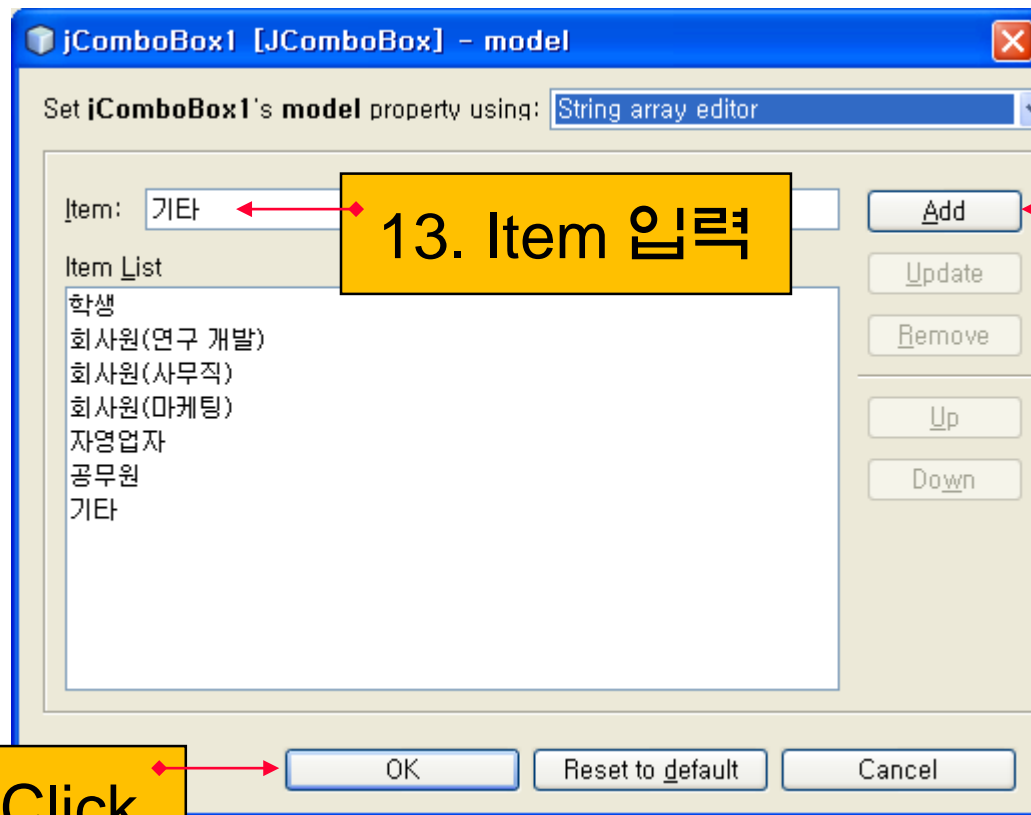 jComboBox1 [JComboBox] - model
Set jComboBox1's model property using: String array editor
Item: 기타
13. Item 입력
Add
Item List
Update
학생
회사원(연구 개발)
Remove
회사원(사무직)
회사원(마케팅)
Up
자영업자
공무원
Down
기타
OK
Reset to default
Cancel
Click